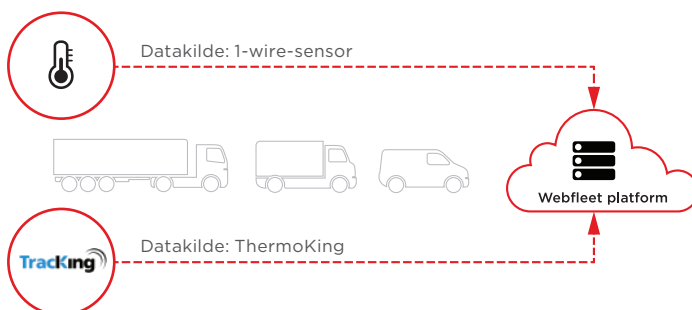 Datakilde: 1-wire-sensor
Webfleet platform
Datakilde: ThermoKing
TracKing